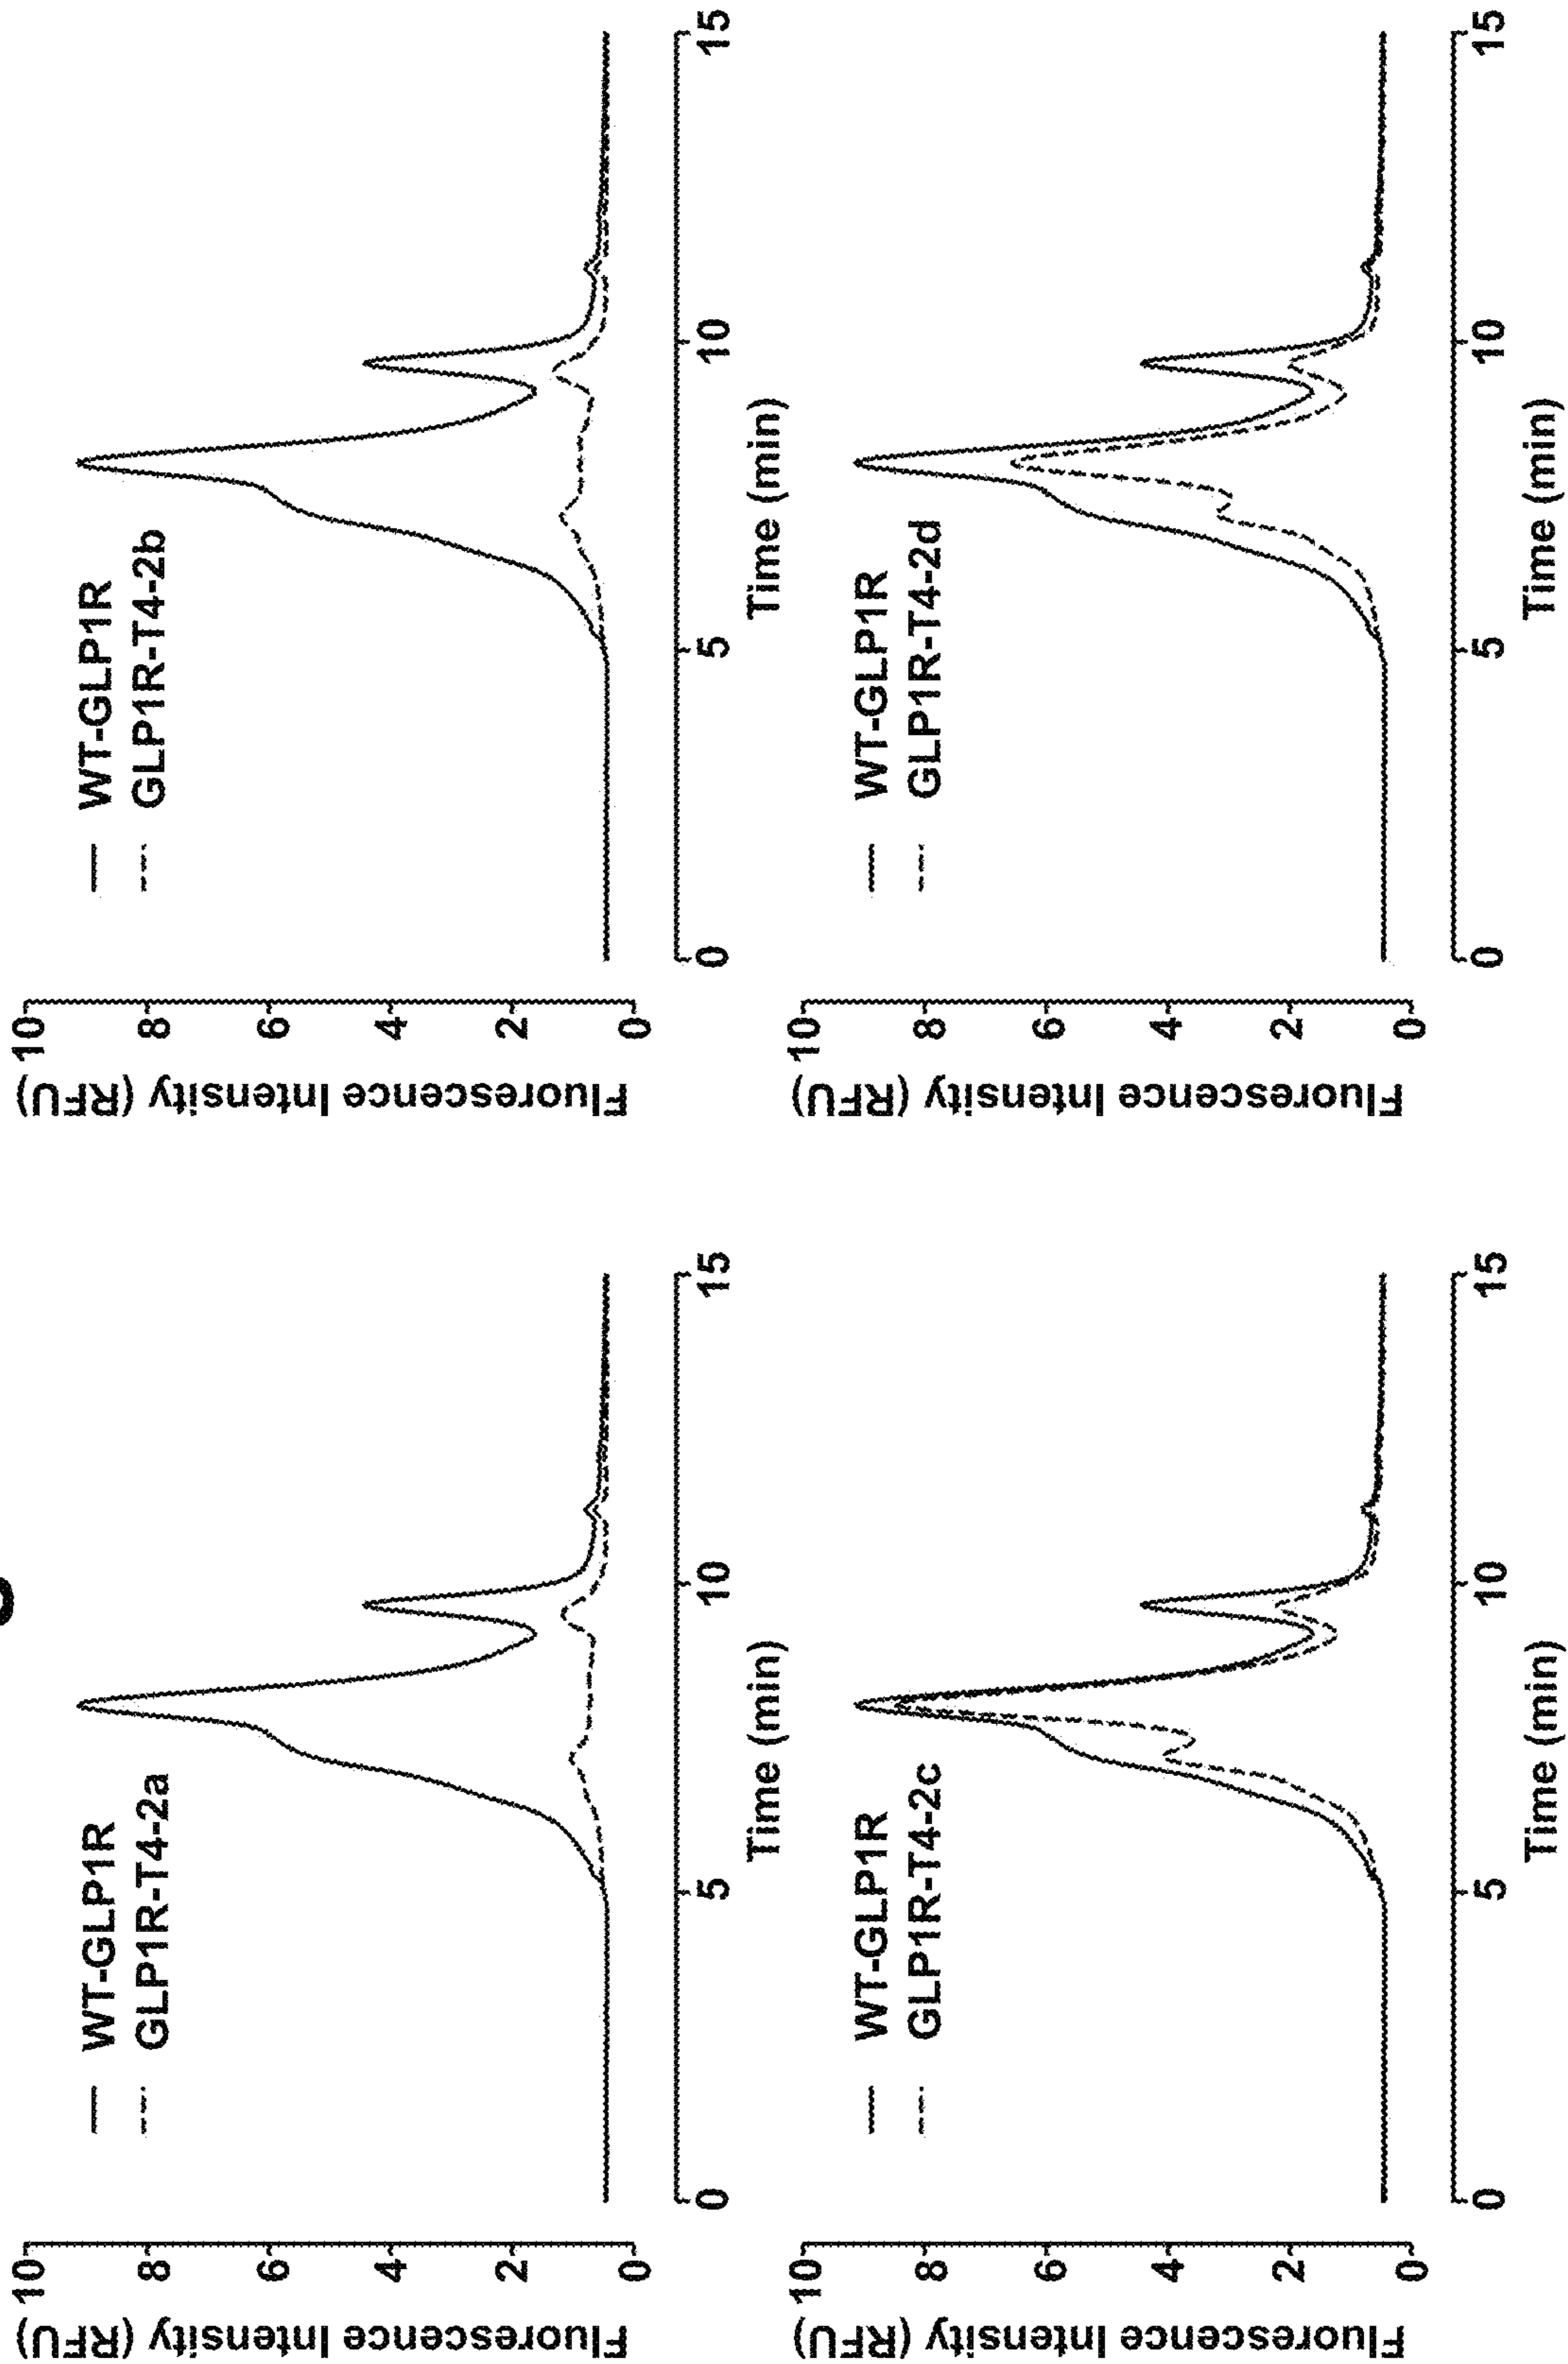 Fluorescence Intensity (RFU)
10
8
6
4
2
0
WT-GLP1R
GLP1R-T4-2a
0
5
10
15
Time (min)
Fluorescence Intensity (RFU)
10
8
6
4
2
0
WT-GLP1R
GLP1R-T4-2b
0
5
10
15
Time (min)
Fluorescence Intensity (RFU)
10
8
6
4
2
0
WT-GLP1R
GLP1R-T4-2c
0
5
10
15
Time (min)
Fluorescence Intensity (RFU)
10
8
6
4
2
0
WT-GLP1R
GLP1R-T4-2d
0
5
10
15
Time (min)